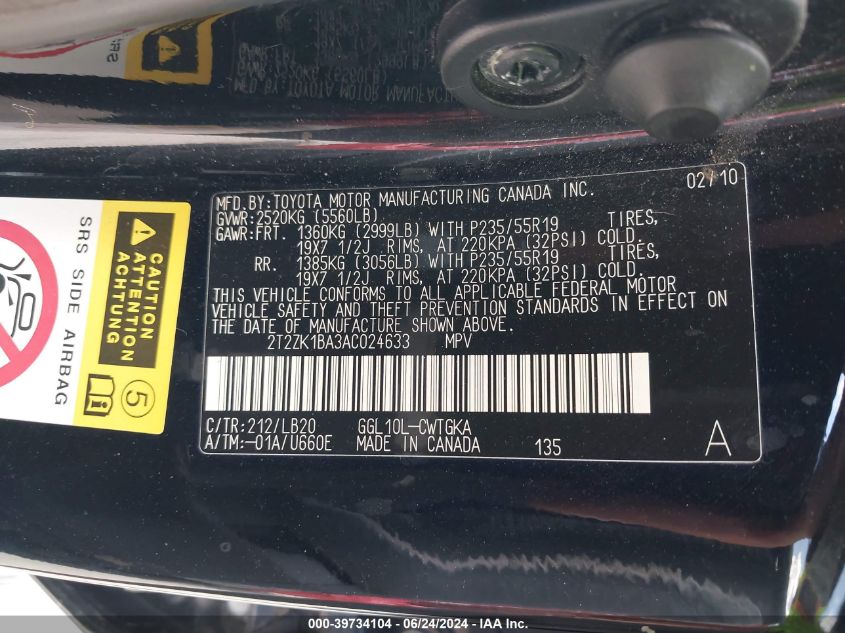 MFD.BY:TOYOTA MOTOR MANUFACTURING CANADA INC. 02/10
GVWR:2520KG (5560LB)
GAWR:FRT. 1360KG (2999LB) WITH P235/55R19 TIRES,
19X7 1/2J RIMS, AT 220KPA (32PSI) COLD.
RR. 1385KG (3056LB) WITH P235/55R19 TIRES,
19X7 1/2J RIMS, AT 220KPA (32PSI) COLD.
THIS VEHICLE CONFORMS TO ALL APPLICABLE FEDERAL MOTOR
VEHICLE SAFETY AND THEFT PREVENTION STANDARDS IN EFFECT ON
THE DATE OF MANUFACTURE SHOWN ABOVE.
2T2ZK1BA3AC024633 MPV
C/TR:212/LB20 GGL10L-CWTGKA
A/TM:-01A/U660E MADE IN CANADA 135 A
SRS SIDE AIRBAG
CAUTION
ATTENTION
ACHTUNG
5
000-39734104 - 06/24/2024 - IAA Inc.